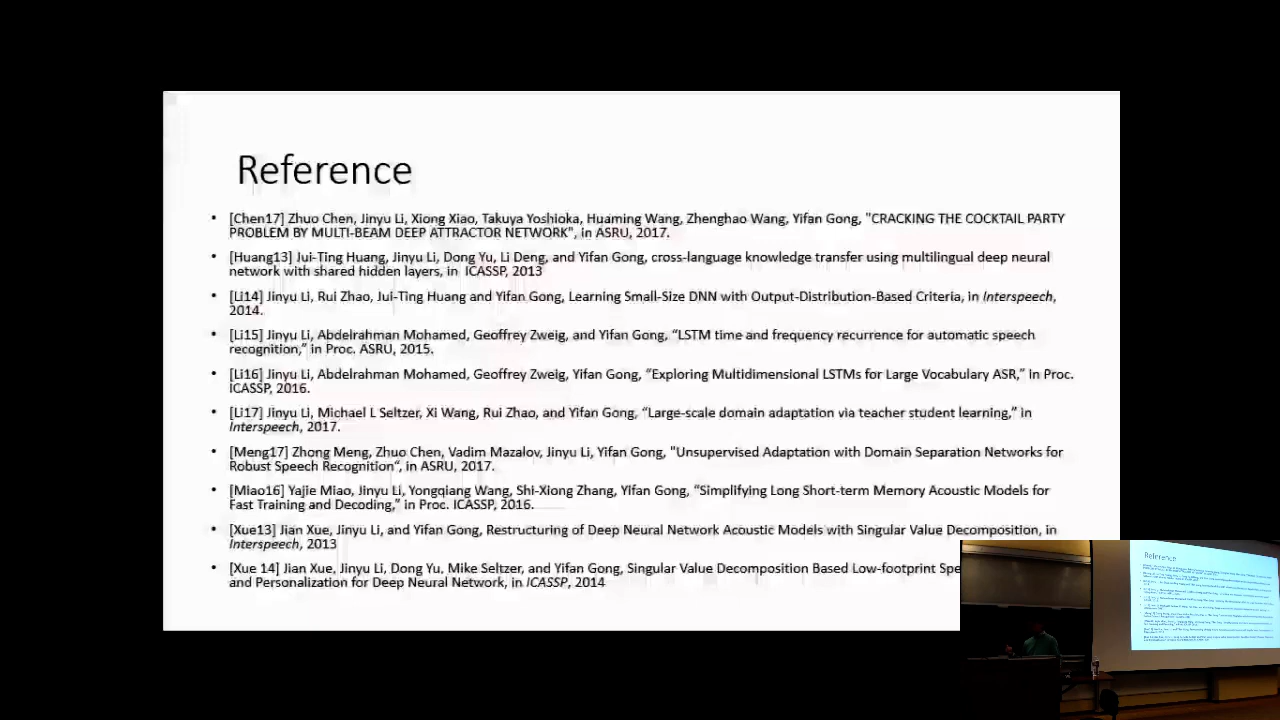 Reference
• [Chen17] Zhuo Chen, Jinyu Li, Xiong Xiao, Takuya Yoshioka, Huaming Wang, Zhenghao Wang, Yifan Gong, "CRACKING THE COCKTAIL PARTY
PROBLEM BY MULTI-BEAM DEEP ATTRACTOR NETWORK", in ASRU, 2017.
• [Huang13] Jui-Ting Huang, Jinyu Li, Dong Yu, Li Deng, and Yifan Gong, cross-language knowledge transfer using multilingual deep neural
network with shared hidden layers, in ICASSP, 2013
• [Li14] Jinyu Li, Rui Zhao, Jui-Ting Huang and Yifan Gong, Learning Small-Size DNN with Output-Distribution-Based Criteria, in Interspeech,
2014.
• [Li15] Jinyu Li, Abdelrahman Mohamed, Geoffrey Zweig, and Yifan Gong, “LSTM time and frequency recurrence for automatic speech
recognition,” in Proc. ASRU, 2015.
• [Li16] Jinyu Li, Abdelrahman Mohamed, Geoffrey Zweig, Yifan Gong, “Exploring Multidimensional LSTMs for Large Vocabulary ASR,” in Proc.
ICASSP, 2016.
• [Li17] Jinyu Li, Michael L Seltzer, Xi Wang, Rui Zhao, and Yifan Gong, “Large-scale domain adaptation via teacher student learning,” in
Interspeech, 2017.
• [Meng17] Zhong Meng, Zhuo Chen, Vadim Mazalov, Jinyu Li, Yifan Gong, "Unsupervised Adaptation with Domain Separation Networks for
Robust Speech Recognition“, in ASRU, 2017.
• [Miao16] Yajie Miao, Jinyu Li, Yongqiang Wang, Shi-Xiong Zhang, Yifan Gong, “Simplifying Long Short-term Memory Acoustic Models for
Fast Training and Decoding,” in Proc. ICASSP, 2016.
• [Xue13] Jian Xue, Jinyu Li, and Yifan Gong, Restructuring of Deep Neural Network Acoustic Models with Singular Value Decomposition, in
Interspeech, 2013
• [Xue 14] Jian Xue, Jinyu Li, Dong Yu, Mike Seltzer, and Yifan Gong, Singular Value Decomposition Based Low-footprint Spe
and Personalization for Deep Neural Network, in ICASSP, 2014
Reference